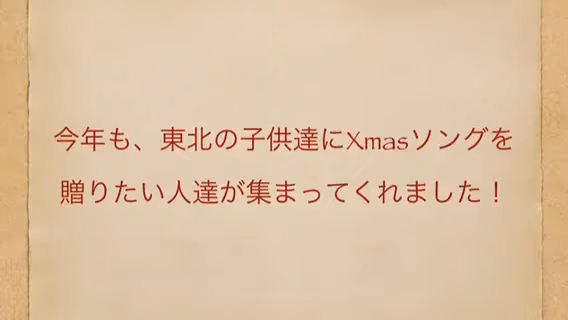 今年も、東北の子供達にXmasソングを
贈りたい人達が集まってくれました！